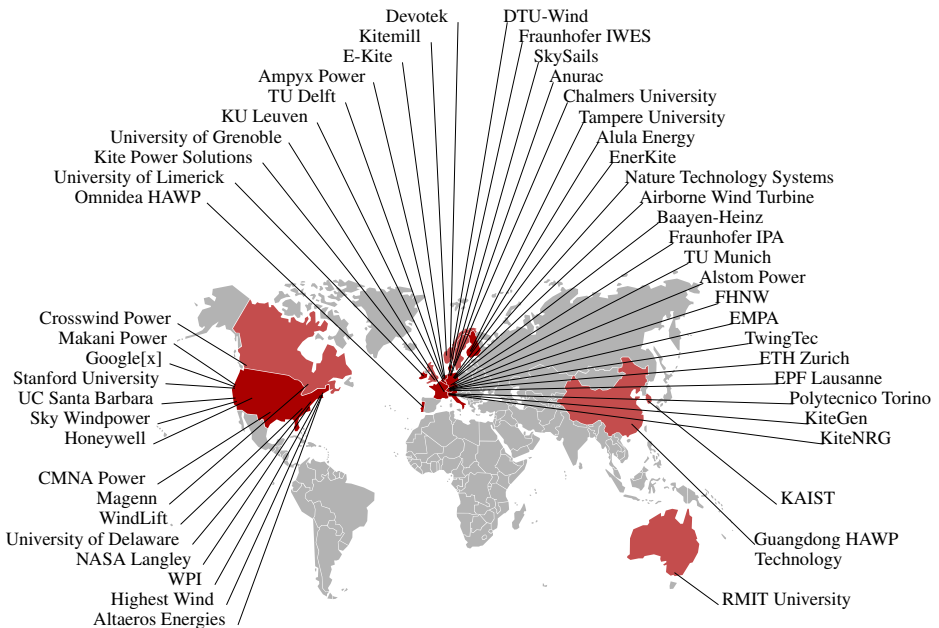 Devotek
Kitemill
E-Kite
Ampyx Power
TU Delft
KU Leuven
University of Grenoble
Kite Power Solutions
University of Limerick
Omnidea HAWP
DTU-Wind
Fraunhofer IWES
SkySails
Anurac
Chalmers University
Tampere University
Alula Energy
EnerKite
Nature Technology Systems
Airborne Wind Turbine
Baayen-Heinz
Fraunhofer IPA
TU Munich
Alstom Power
FHNW
EMPA
TwingTec
ETH Zurich
EPF Lausanne
Polytecnico Torino
KiteGen
KiteNRG
Crosswind Power
Makani Power
Google[x]
Stanford University
UC Santa Barbara
Sky Windpower
Honeywell
CMNA Power
Magenn
WindLift
University of Delaware
NASA Langley
WPI
Highest Wind
Altaeros Energies
KAIST
Guangdong HAWP
Technology
RMIT University